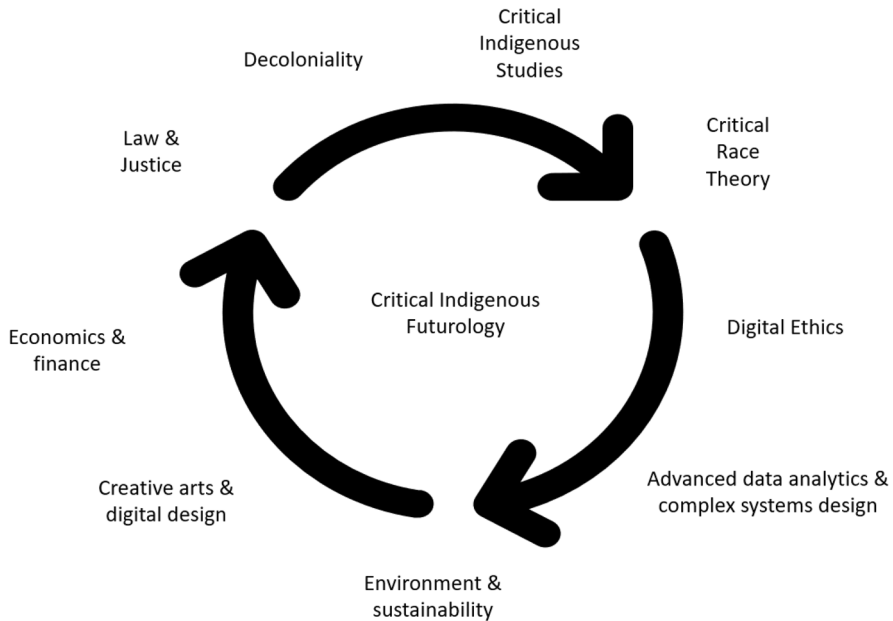 Critical
Indigenous
Studies
Decoloniality
Critical
Race
Theory
Law &
Justice
Critical Indigenous
Futurology
Digital Ethics
Economics &
finance
Advanced data analytics &
complex systems design
Creative arts &
digital design
Environment &
sustainability